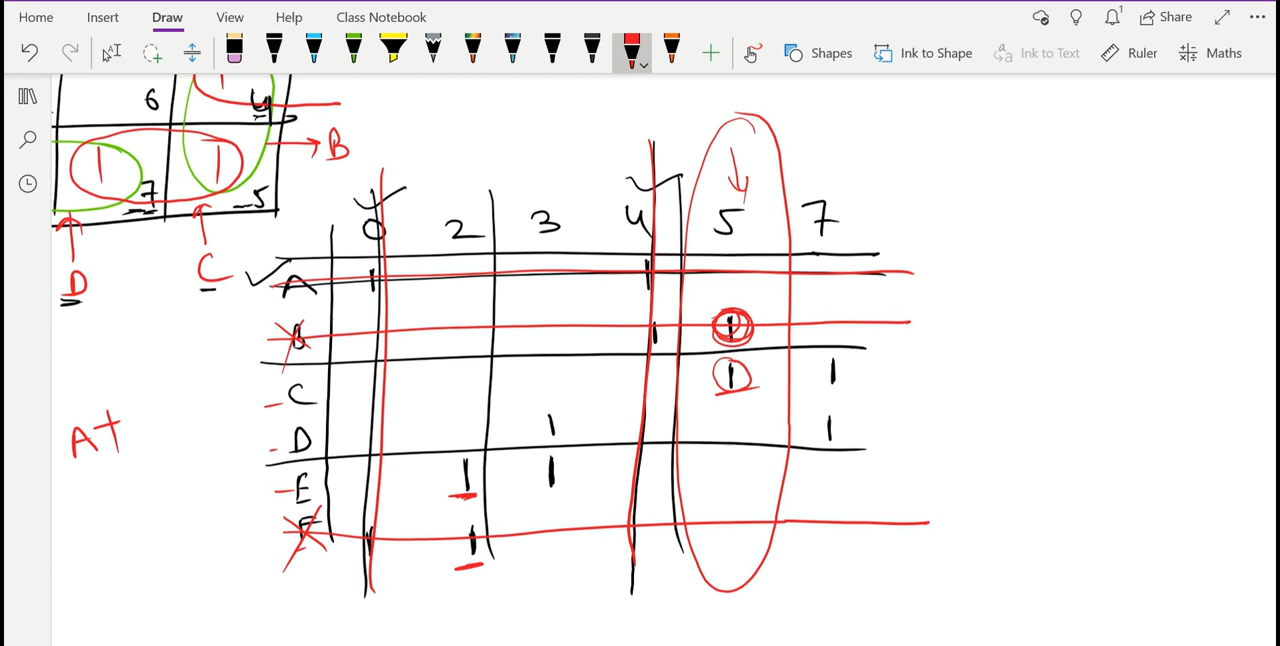 Home Insert Draw View Help Class Notebook Share
Shapes Ink to Shape Ink to Text Ruler Maths
6 4
1 1 B
7 5
D C
0 2 3 4 5 7
A 1 1
B 1 1
C 1 1
A+
D 1 1
E 1 1
F 1 1